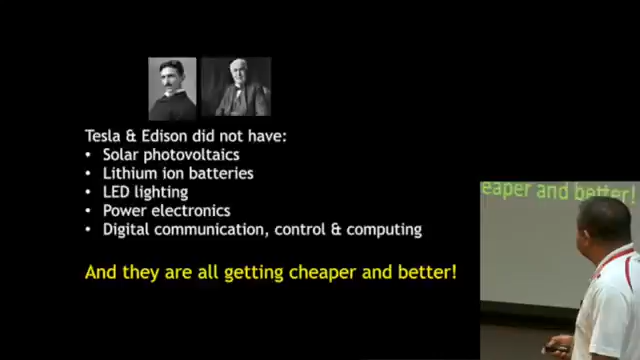 Tesla & Edison did not have:
• Solar photovoltaics
• Lithium ion batteries
• LED lighting
• Power electronics
• Digital communication, control & computing
And they are all getting cheaper and better!
eaper and better!